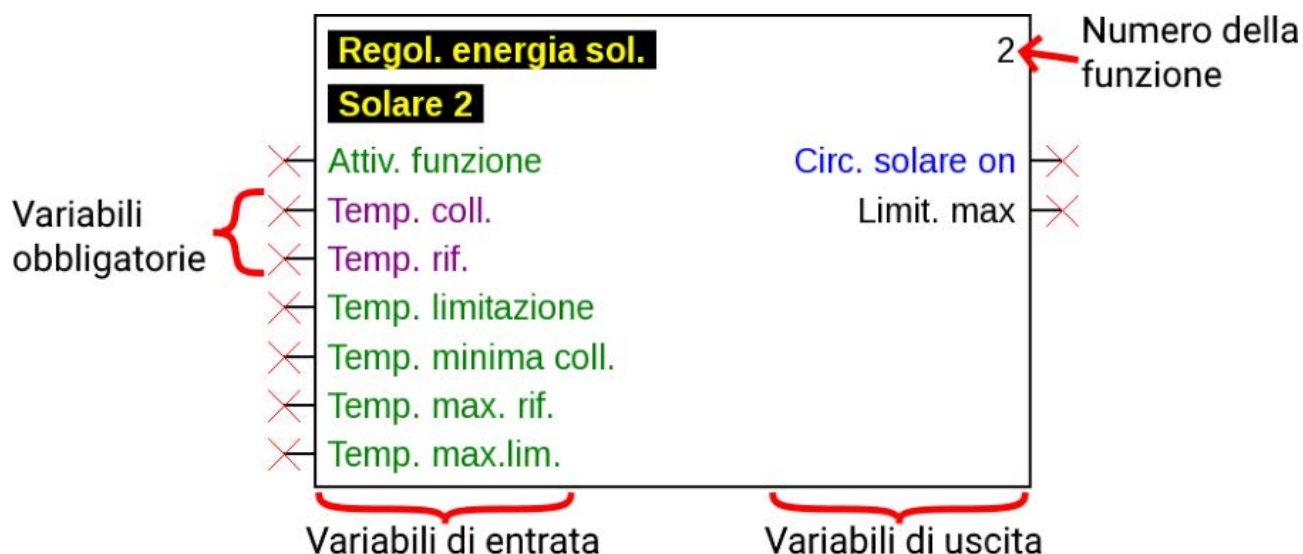 Regol. energia sol.
2
Numero della
funzione
Solare 2
Attiv. funzione
Circ. solare on
Variabili
obbligatorie
Temp. coll.
Limit. max
Temp. rif.
Temp. limitazione
Temp. minima coll.
Temp. max. rif.
Temp. max.lim.
Variabili di entrata
Variabili di uscita